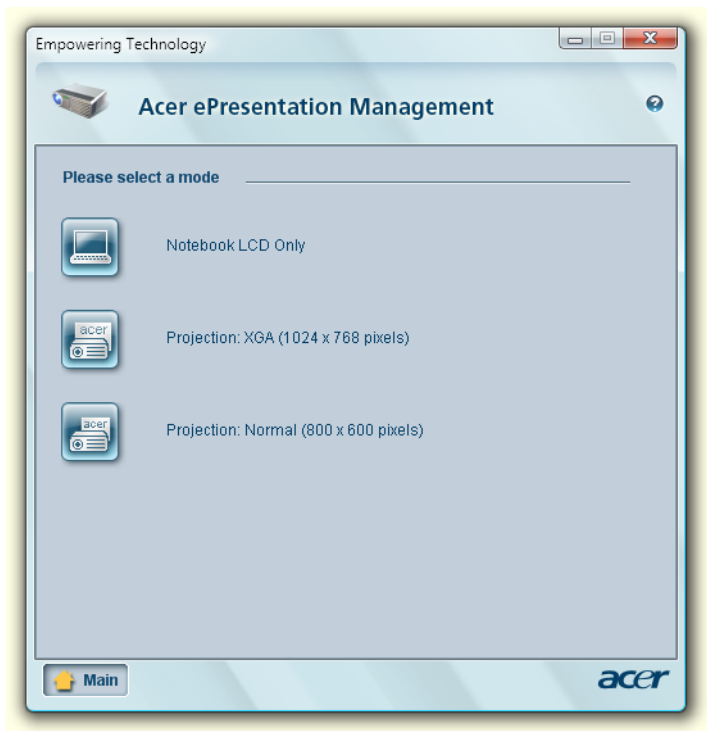 Empowering Technology
Acer ePresentation Management
Please select a mode
Notebook LCD Only
acer
Projection: XGA (1024 x 768 pixels)
acer
Projection: Normal (800 x 600 pixels)
Main
acer